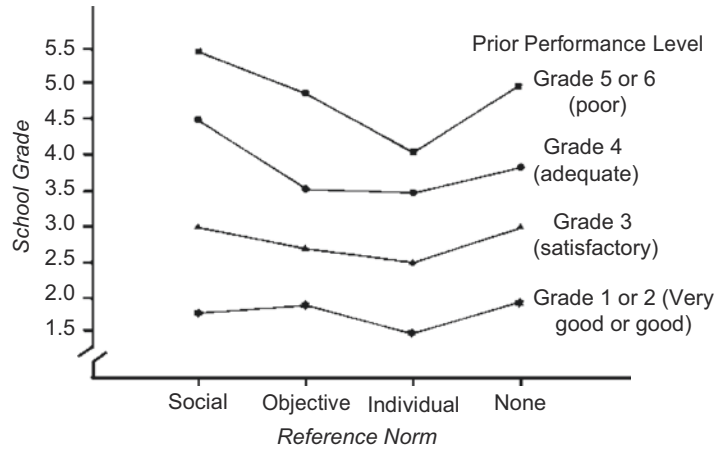 Prior Performance Level
5.5
5.0
4.5
4.0
3.5
3.0
2.5
2.0
1.5
School Grade
Grade 5 or 6
(poor)
Grade 4
(adequate)
Grade 3
(satisfactory)
Grade 1 or 2 (Very
good or good)
Social Objective Individual None
Reference Norm